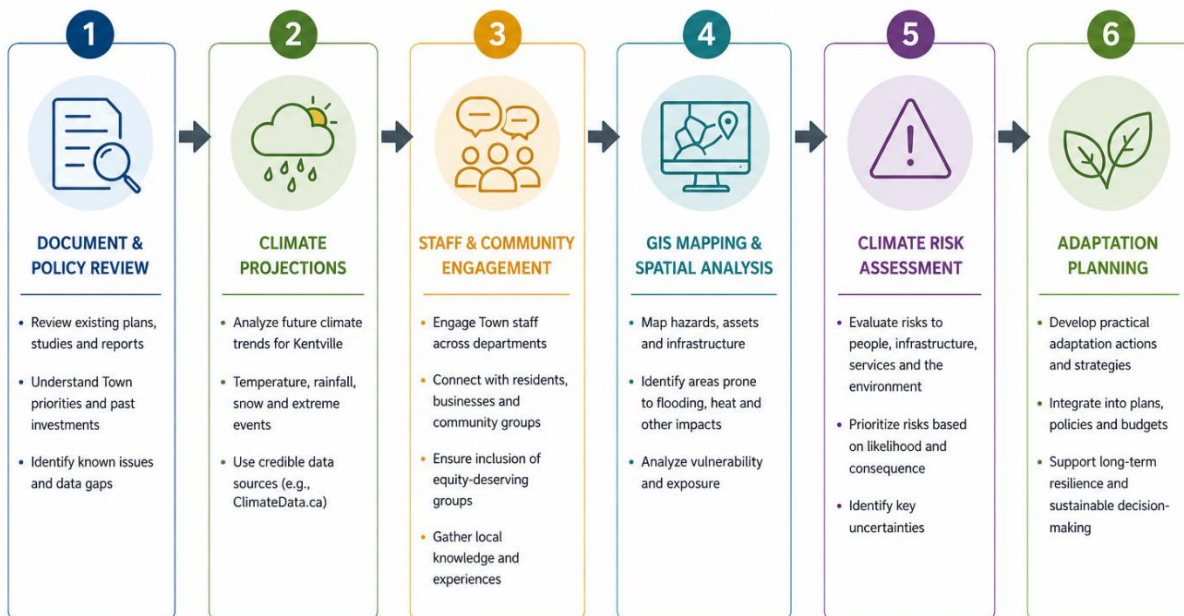 1
DOCUMENT &
POLICY REVIEW
• Review existing plans,
studies and reports
• Understand Town
priorities and past
investments
• Identify known issues
and data gaps
2
CLIMATE
PROJECTIONS
• Analyze future climate
trends for Kentville
• Temperature, rainfall,
snow and extreme
events
• Use credible data
sources (e.g.,
ClimateData.ca)
3
STAFF & COMMUNITY
ENGAGEMENT
• Engage Town staff
across departments
• Connect with residents,
businesses and
community groups
• Ensure inclusion of
equity-deserving
groups
• Gather local
knowledge and
experiences
4
GIS MAPPING &
SPATIAL ANALYSIS
• Map hazards, assets
and infrastructure
• Identify areas prone
to flooding, heat and
other impacts
• Analyze vulnerability
and exposure
5
CLIMATE RISK
ASSESSMENT
• Evaluate risks to
people, infrastructure,
services and the
environment
• Prioritize risks based
on likelihood and
consequence
• Identify key
uncertainties
6
ADAPTATION
PLANNING
• Develop practical
adaptation actions
and strategies
• Integrate into plans,
policies and budgets
• Support long-term
resilience and
sustainable decision-
making